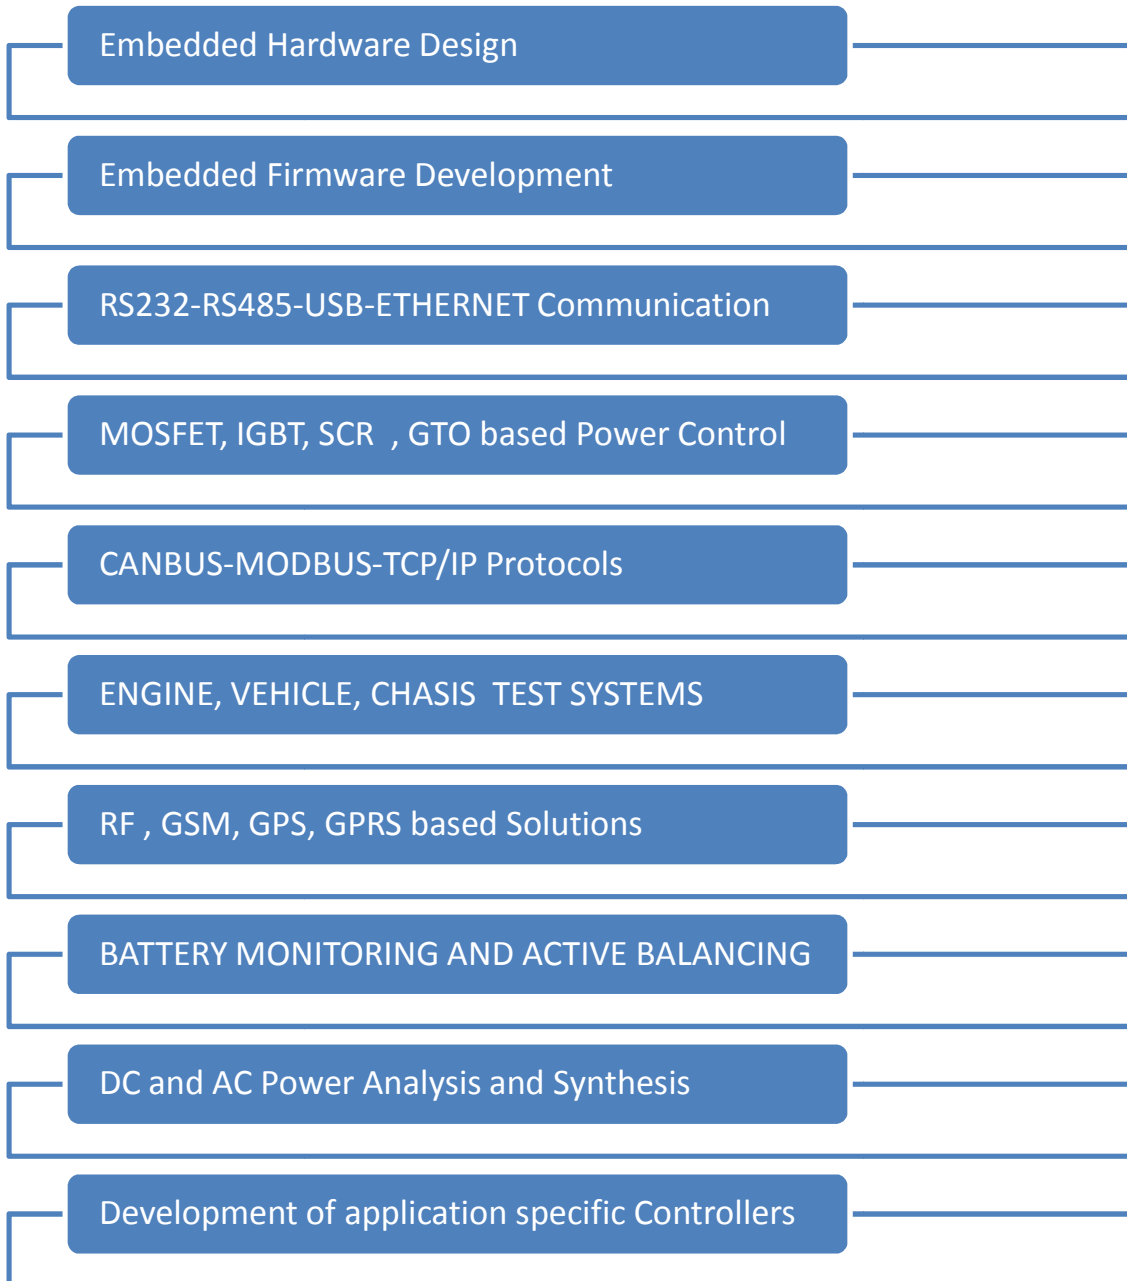 Embedded Hardware Design
Embedded Firmware Development
RS232-RS485-USB-ETHERNET Communication
MOSFET, IGBT, SCR  , GTO based Power Control
CANBUS-MODBUS-TCP/IP Protocols
ENGINE, VEHICLE, CHASIS  TEST SYSTEMS
RF , GSM, GPS, GPRS based Solutions
BATTERY MONITORING AND ACTIVE BALANCING
DC and AC Power Analysis and Synthesis
Development of application specific Controllers